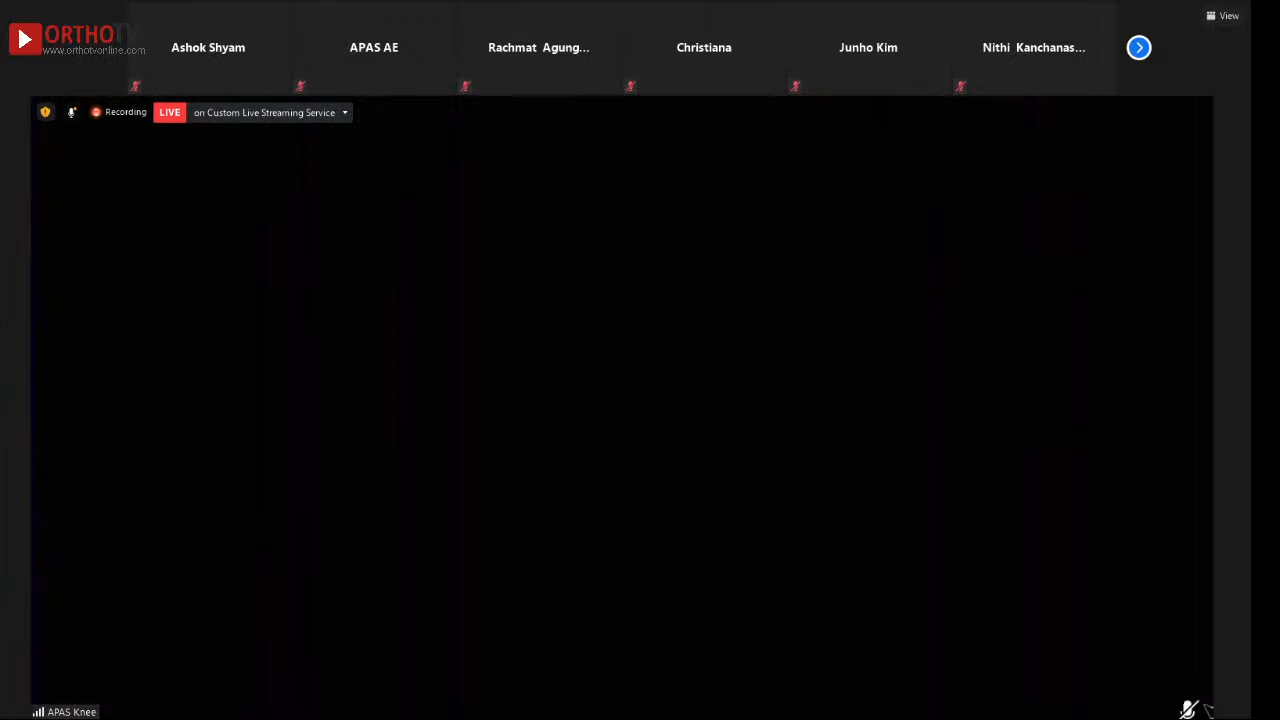 ORTHOTV
www.orthotvonline.com
View
Ashok Shyam
APAS AE
Rachmat Agung...
Christiana
Junho Kim
Nithi Kanchanas...
Recording
LIVE
on Custom Live Streaming Service
APAS Knee